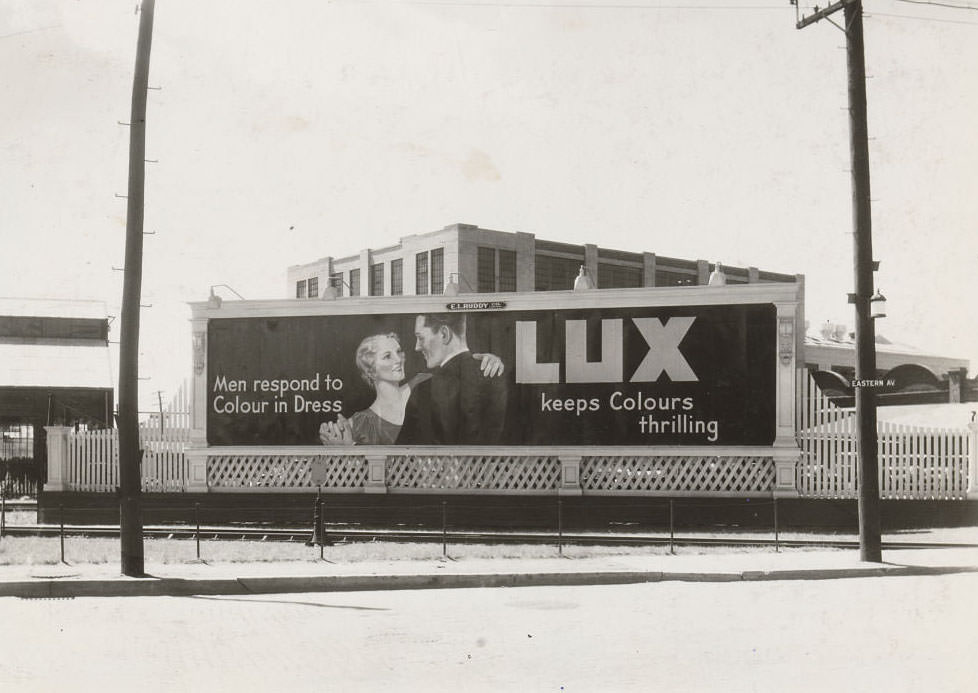 E.L. RUDDY CO.
Men respond to
Colour in Dress
LUX
keeps Colours
thrilling
EASTERN AV.